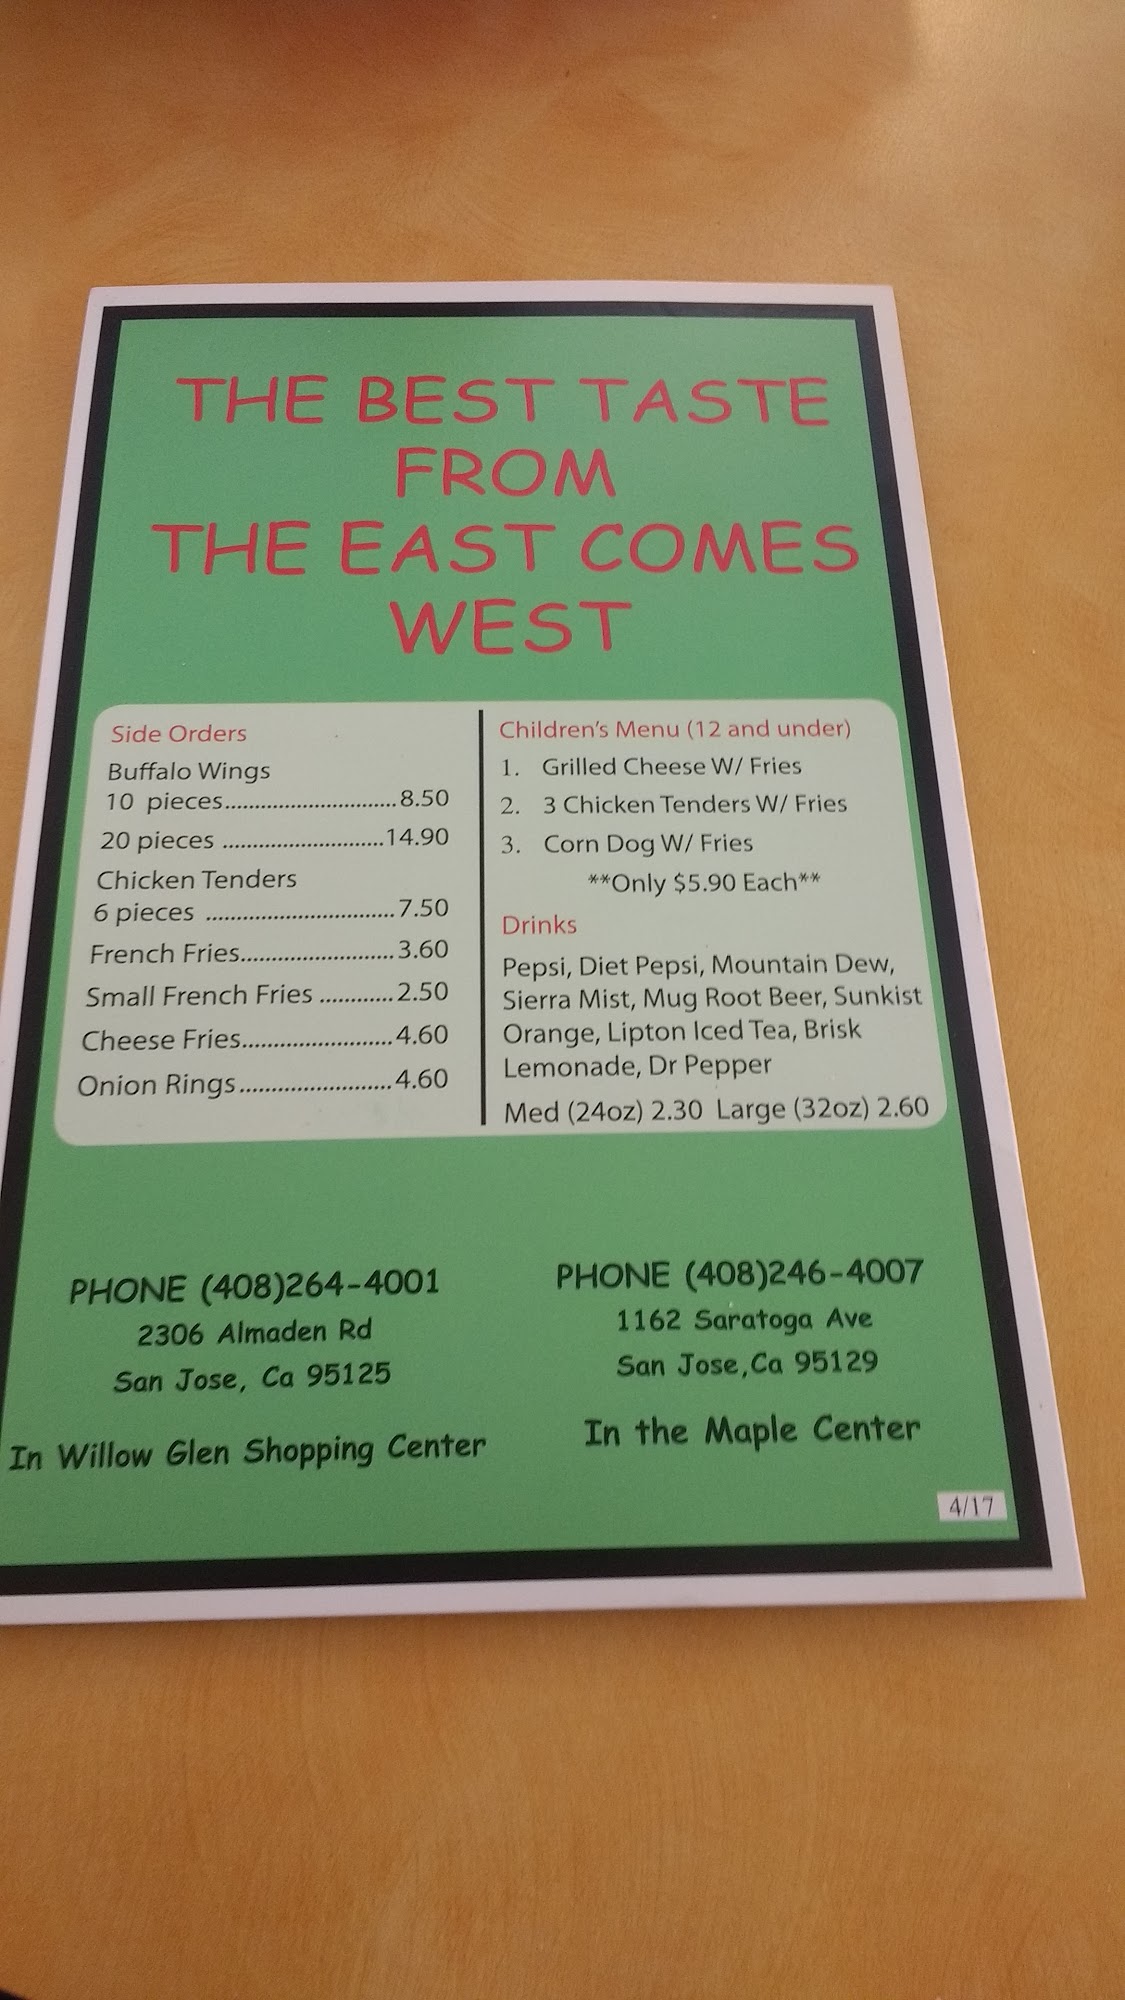 THE BEST TASTE
FROM
THE EAST COMES
WEST
Side Orders
Buffalo Wings
10 pieces..............................8.50
20 pieces ............................14.90
Chicken Tenders
6 pieces .................................7.50
French Fries...........................3.60
Small French Fries .............2.50
Cheese Fries..........................4.60
Onion Rings...........................4.60
Children's Menu (12 and under)
1. Grilled Cheese W/ Fries
2. 3 Chicken Tenders W/ Fries
3. Corn Dog W/ Fries
**Only $5.90 Each**
Drinks
Pepsi, Diet Pepsi, Mountain Dew,
Sierra Mist, Mug Root Beer, Sunkist
Orange, Lipton Iced Tea, Brisk
Lemonade, Dr Pepper
Med (24oz) 2.30 Large (32oz) 2.60
PHONE (408)264-4001
2306 Almaden Rd
San Jose, Ca 95125
In Willow Glen Shopping Center
PHONE (408)246-4007
1162 Saratoga Ave
San Jose,Ca 95129
In the Maple Center
4/17